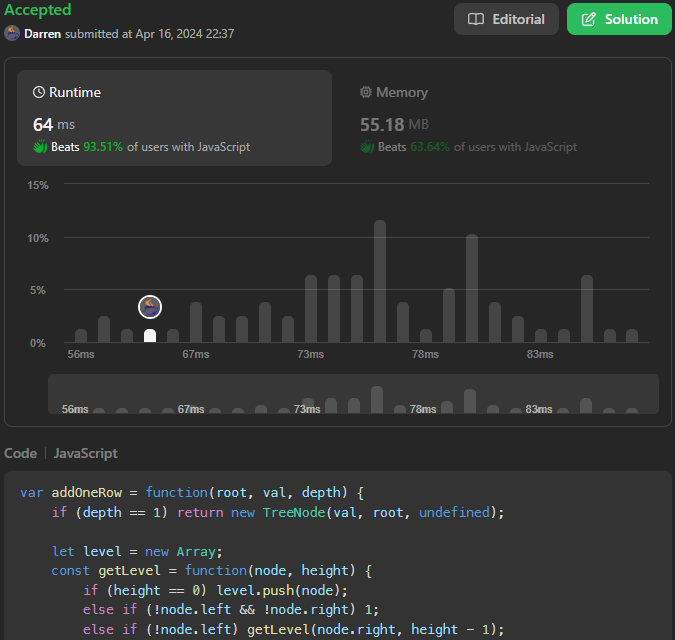 Accepted
Editorial
Solution
Darren submitted at Apr 16, 2024 22:37
Runtime
Memory
64 ms
55.18 MB
Beats 93.51% of users with JavaScript
Beats 63.64% of users with JavaScript
15%
10%
5%
0%
56ms 67ms 73ms 78ms 83ms
56ms 67ms 73ms 78ms 83ms
Code JavaScript
var addOneRow = function(root, val, depth) {
    if (depth == 1) return new TreeNode(val, root, undefined);
    let level = new Array;
    const getLevel = function(node, height) {
        if (height == 0) level.push(node);
        else if (!node.left && !node.right) 1;
        else if (!node.left) getLevel(node.right, height - 1);